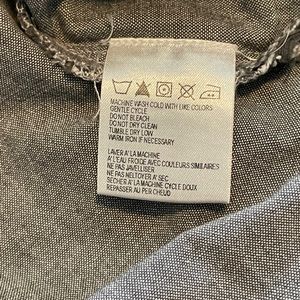 MACHINE WASH COLD WITH LIKE COLORS
GENTLE CYCLE
DO NOT BLEACH
DO NOT DRY CLEAN
TUMBLE DRY LOW
WARM IRON IF NECESSARY
LAVER A LA MACHINE
A L'EAU FROIDE AVEC COULEURS SIMILAIRES
NE PAS JAVELLISER
NE PAS NETTOYER A SEC
SECHER A LA MACHINE CYCLE DOUX
REPASSER AU FER CHAUD